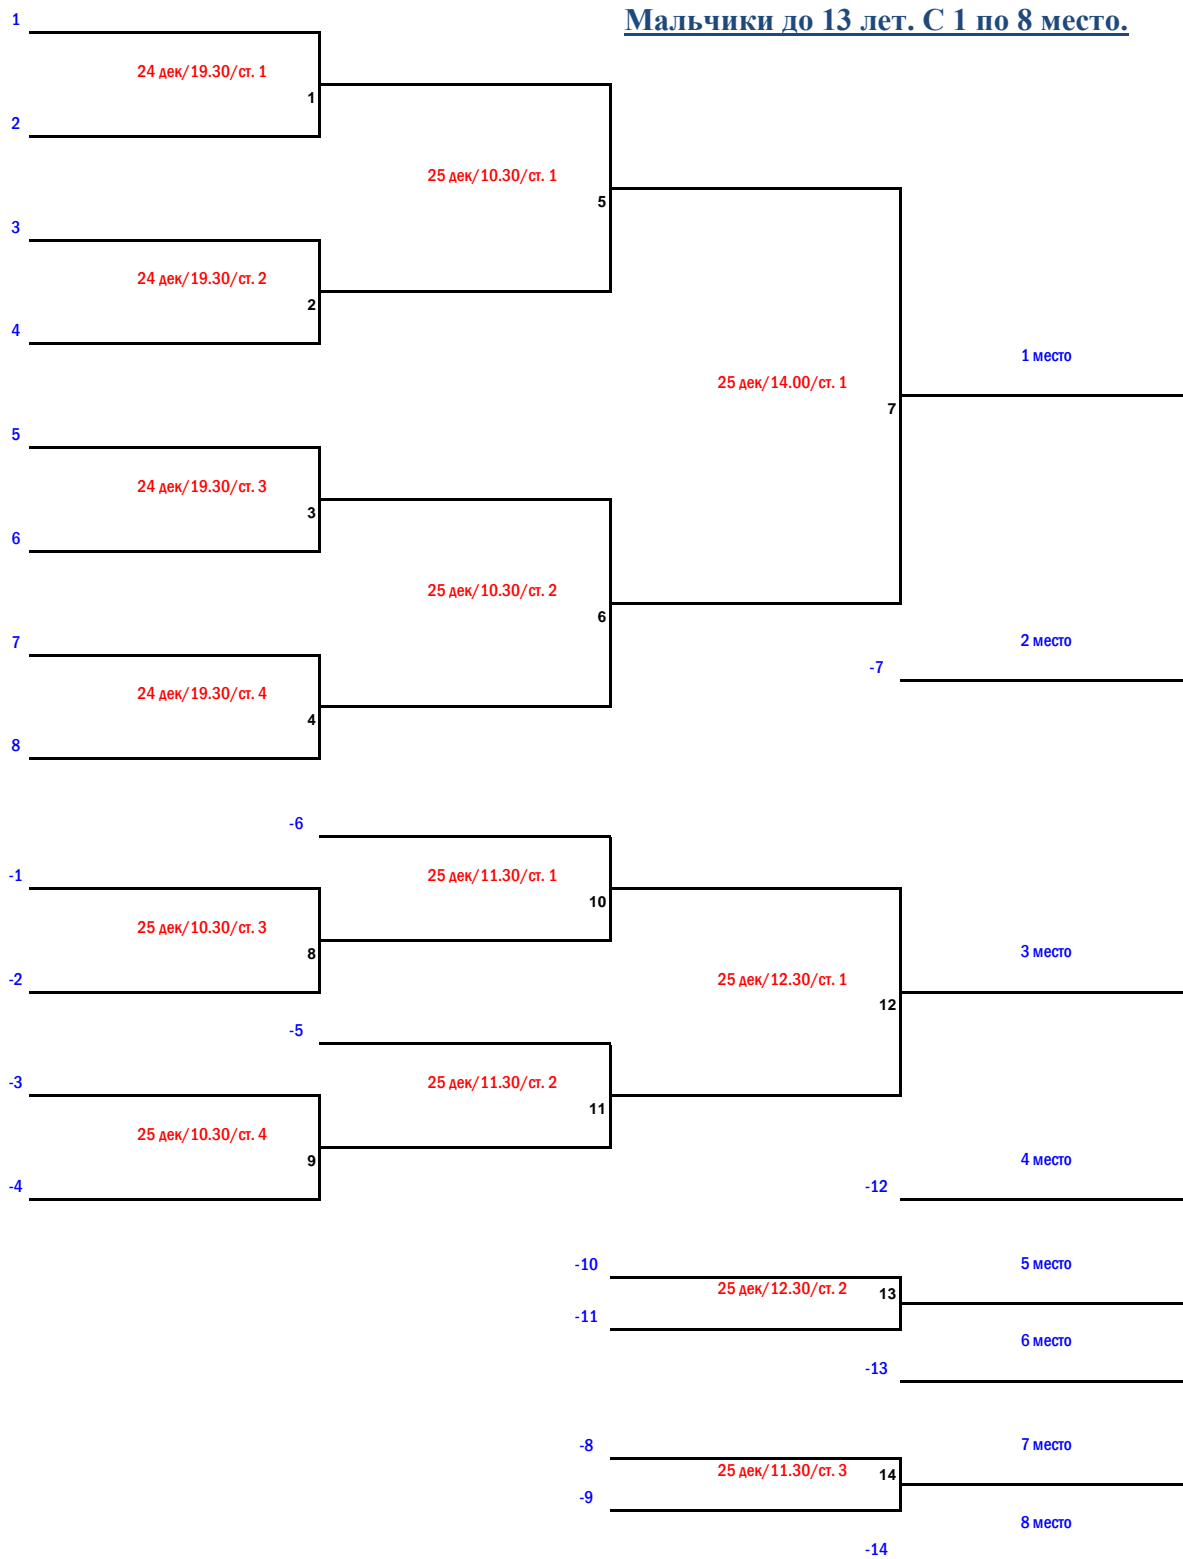 Мальчики до 13 лет. С 1 по 8 место.
1
24 дек/19.30/ст. 1
1
2
25 дек/10.30/ст. 1
5
3
24 дек/19.30/ст. 2
2
4
1 место
25 дек/14.00/ст. 1
7
5
24 дек/19.30/ст. 3
3
6
25 дек/10.30/ст. 2
6
7
2 место
-7
24 дек/19.30/ст. 4
4
8
-6
-1
25 дек/11.30/ст. 1
10
25 дек/10.30/ст. 3
8
3 место
-2
25 дек/12.30/ст. 1
12
-5
-3
25 дек/11.30/ст. 2
11
25 дек/10.30/ст. 4
9
4 место
-4
-12
-10
5 место
25 дек/12.30/ст. 2
13
-11
6 место
-13
-8
7 место
25 дек/11.30/ст. 3
14
-9
8 место
-14